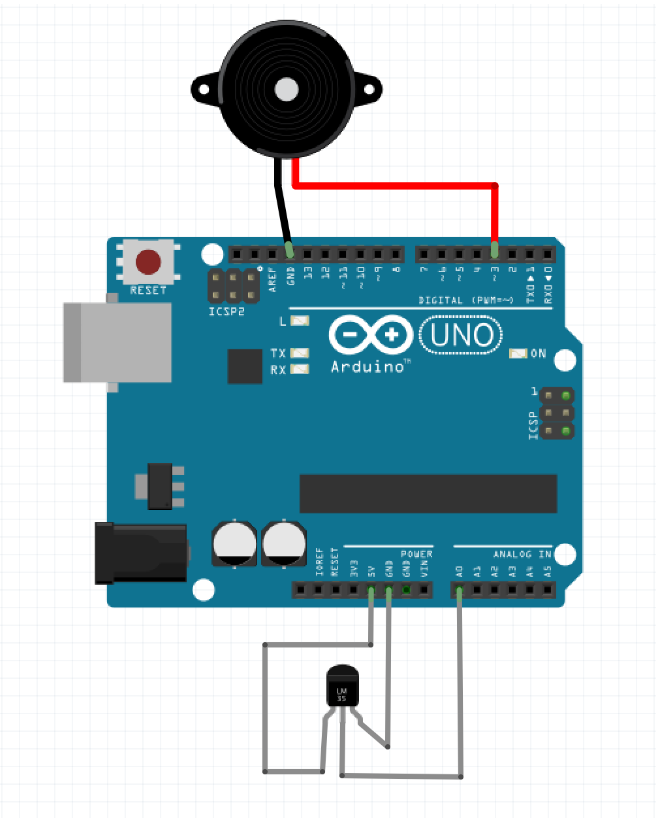 RESET
ICSP2
AREF
GND
13
12
~11
~10
~9
8
7
~6
~5
4
~3
2
TX0▶1
RX0◀0
DIGITAL (PWM=~)
L
TX
RX
Arduino™
UNO
ON
1
ICSP
IOREF
RESET
3V3
5V
GND
GND
VIN
POWER
ANALOG IN
A0
A1
A2
A3
A4
A5
LM
35